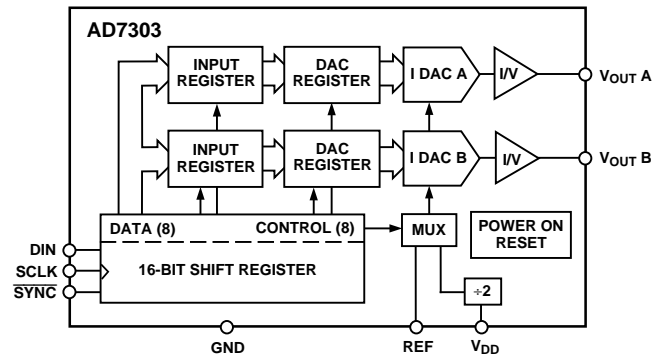 AD7303
INPUT
REGISTER
DAC
REGISTER
I DAC A
I/V
VOUT A
INPUT
REGISTER
DAC
REGISTER
I DAC B
I/V
VOUT B
DATA (8)
CONTROL (8)
16-BIT SHIFT REGISTER
MUX
POWER ON
RESET
÷2
DIN
SCLK
SYNC
GND
REF
VDD